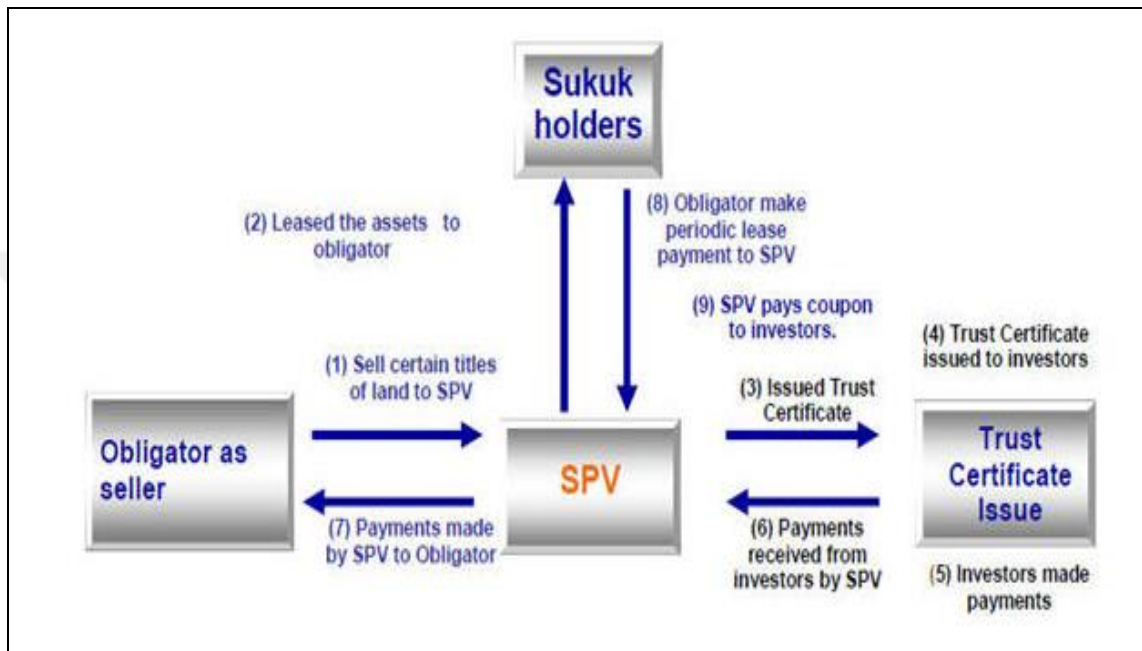 Sukuk
holders
(2) Leased the assets to
obligator
(8) Obligator make
periodic lease
payment to SPV
(9) SPV pays coupon
to investors.
(4) Trust Certificate
issued to investors
(1) Sell certain titles
of land to SPV
(3) Issued Trust
Certificate
Obligator as
seller
SPV
Trust
Certificate
Issue
(7) Payments made
by SPV to Obligator
(6) Payments
received from
investors by SPV
(5) Investors made
payments